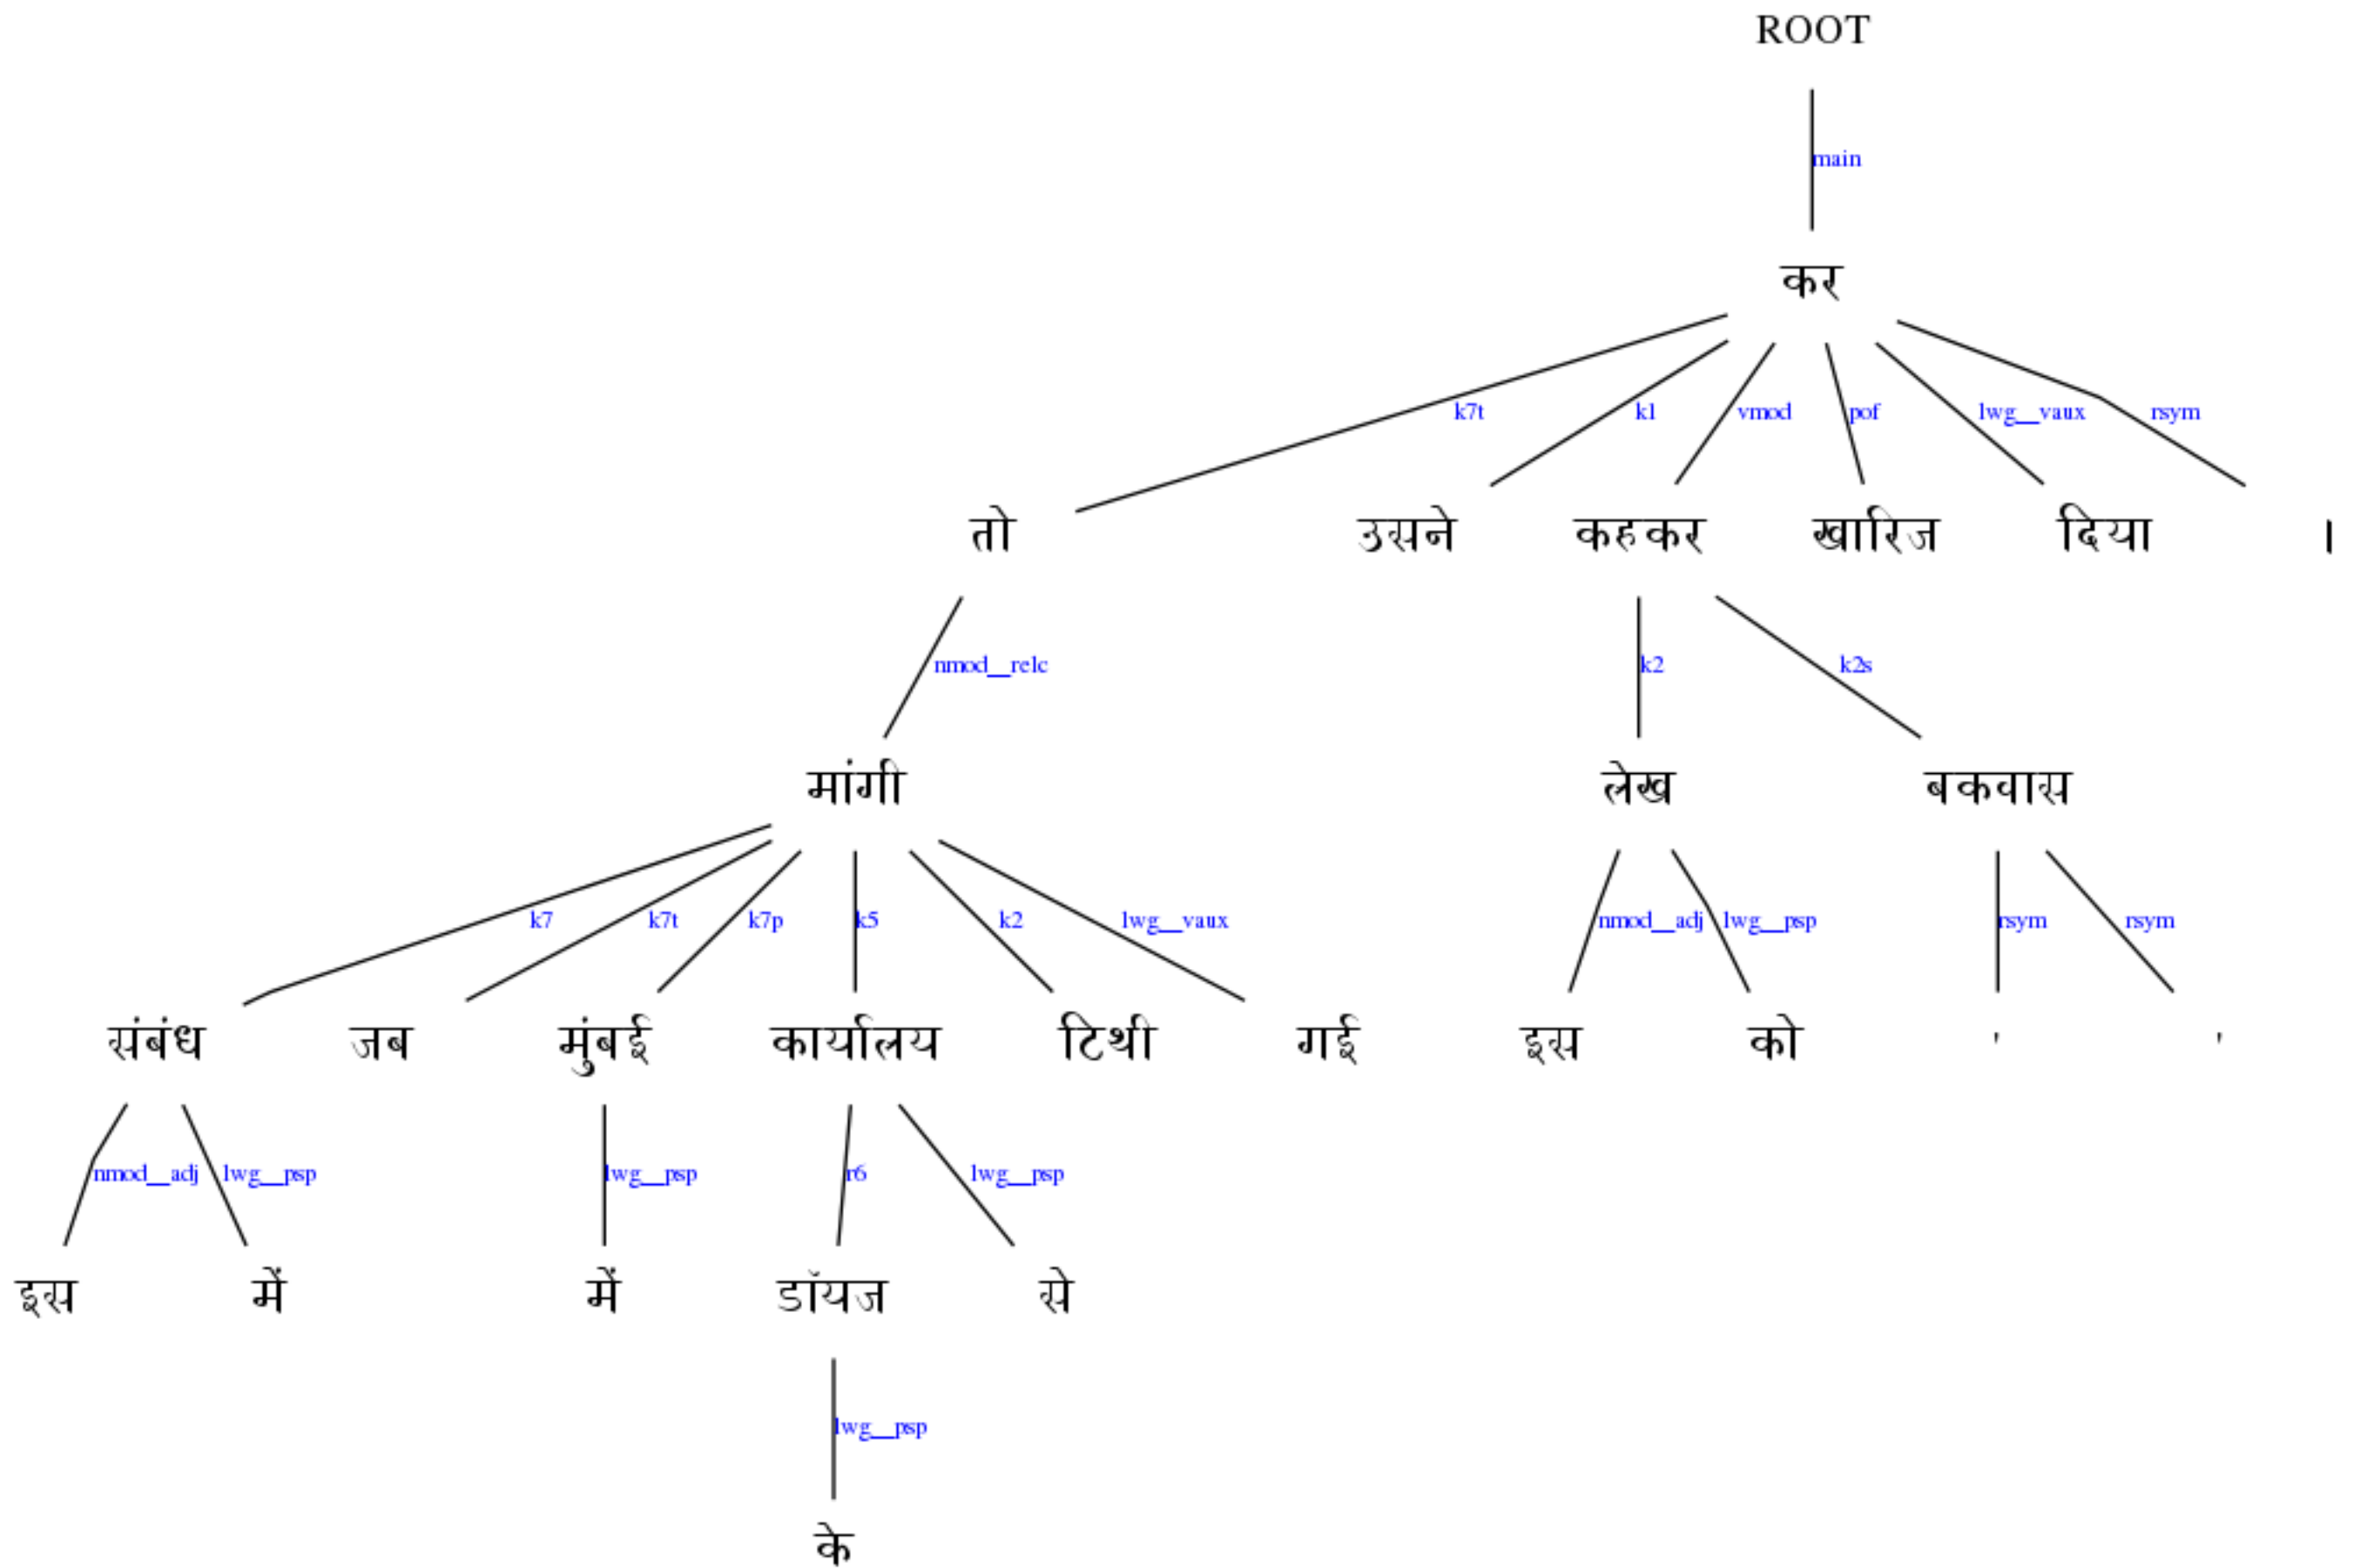 ROOT
main
कर
k7t k1 vmod pof lwg__vaux rsym
तो उसने कहकर खारिज दिया ।
nmod__relc k2 k2s
मांगी लेख बकवास
k7 k7t k7p k5 k2 lwg__vaux nmod__adj lwg__psp rsym rsym
संबंध जब मुंबई कार्यालय टिथी गई इस को ' '
nmod__adj lwg__psp lwg__psp r6 lwg__psp
इस में में डॉयज से
lwg__psp
के